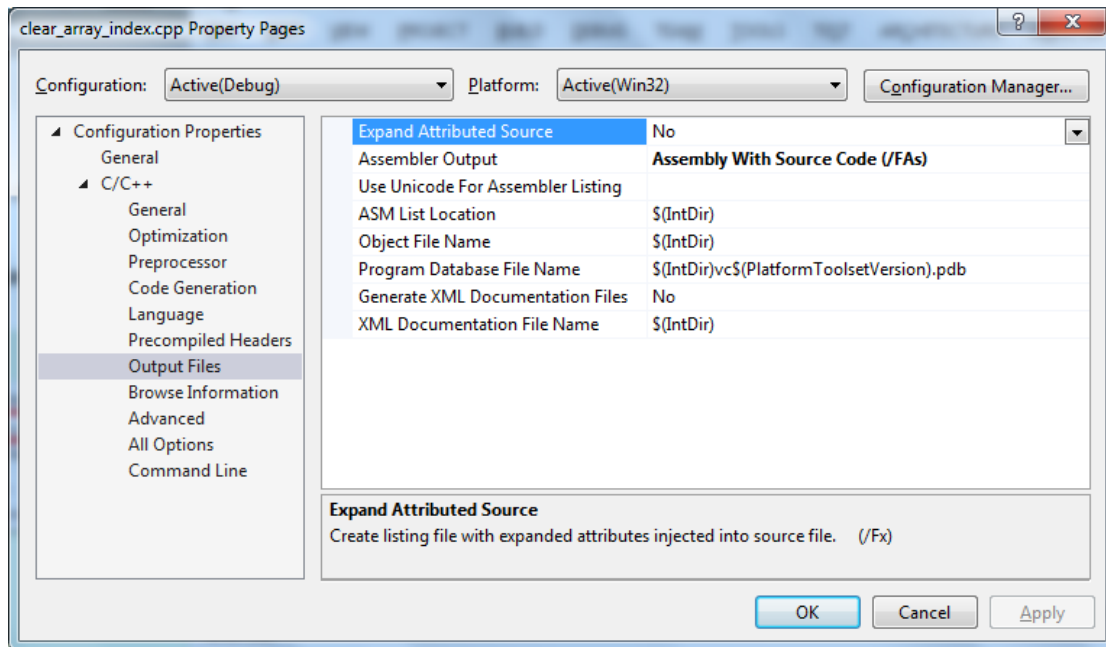 clear_array_index.cpp Property Pages
Configuration: Active(Debug) Platform: Active(Win32) Configuration Manager...
Configuration Properties
General
C/C++
General
Optimization
Preprocessor
Code Generation
Language
Precompiled Headers
Output Files
Browse Information
Advanced
All Options
Command Line
Expand Attributed Source No
Assembler Output Assembly With Source Code (/FAs)
Use Unicode For Assembler Listing
ASM List Location $(IntDir)
Object File Name $(IntDir)
Program Database File Name $(IntDir)vc$(PlatformToolsetVersion).pdb
Generate XML Documentation Files No
XML Documentation File Name $(IntDir)
Expand Attributed Source
Create listing file with expanded attributes injected into source file. (/Fx)
OK Cancel Apply